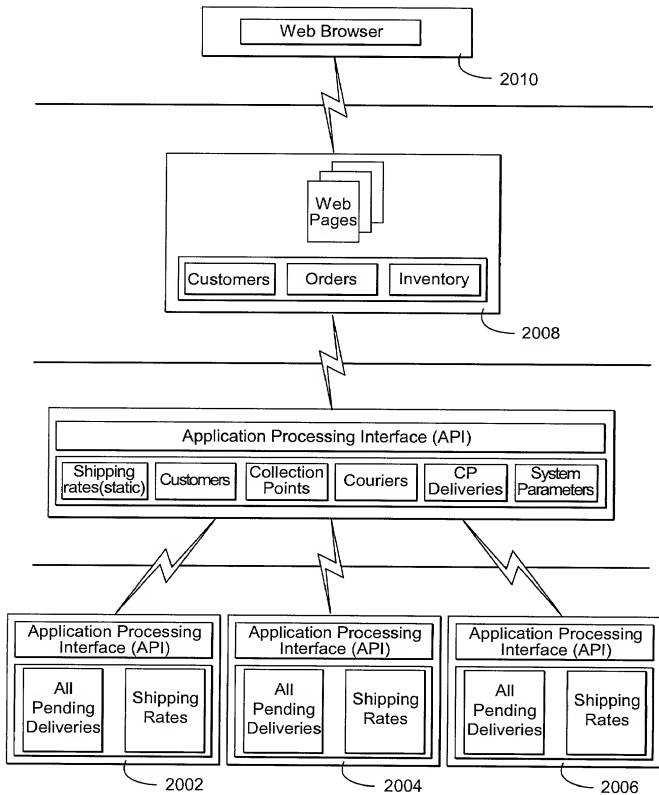 Web Browser
2010
Web
Pages
Customers
Orders
Inventory
2008
Application Processing Interface (API)
Shipping
rates(static)
Customers
Collection
Points
Couriers
CP
Deliveries
System
Parameters
Application Processing
Interface (API)
All
Pending
Deliveries
Shipping
Rates
2002
Application Processing
Interface (API)
All
Pending
Deliveries
Shipping
Rates
2004
Application Processing
Interface (API)
All
Pending
Deliveries
Shipping
Rates
2006